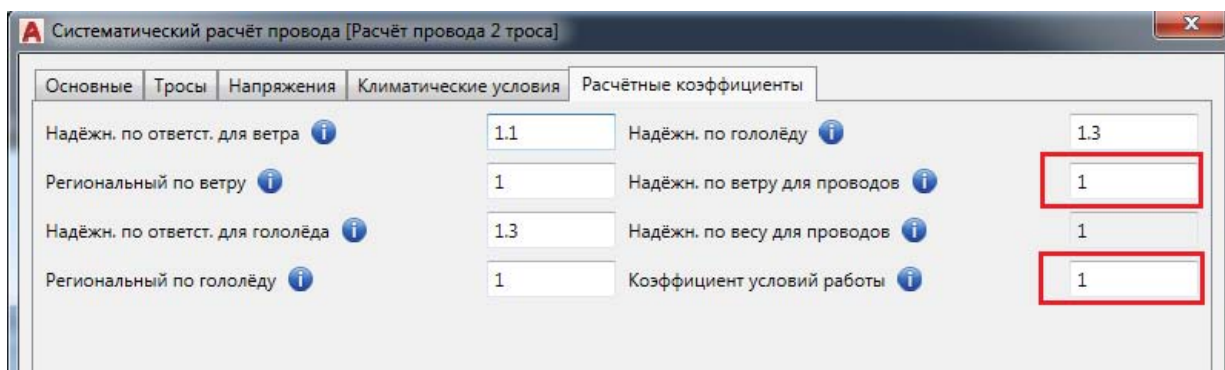 Систематический расчёт провода [Расчёт провода 2 троса]
Основные Тросы Напряжения Климатические условия Расчётные коэффициенты
Надёжн. по ответст. для ветра 1.1 Надёжн. по гололёду 1.3
Региональный по ветру 1 Надёжн. по ветру для проводов 1
Надёжн. по ответст. для гололёда 1.3 Надёжн. по весу для проводов 1
Региональный по гололёду 1 Коэффициент условий работы 1